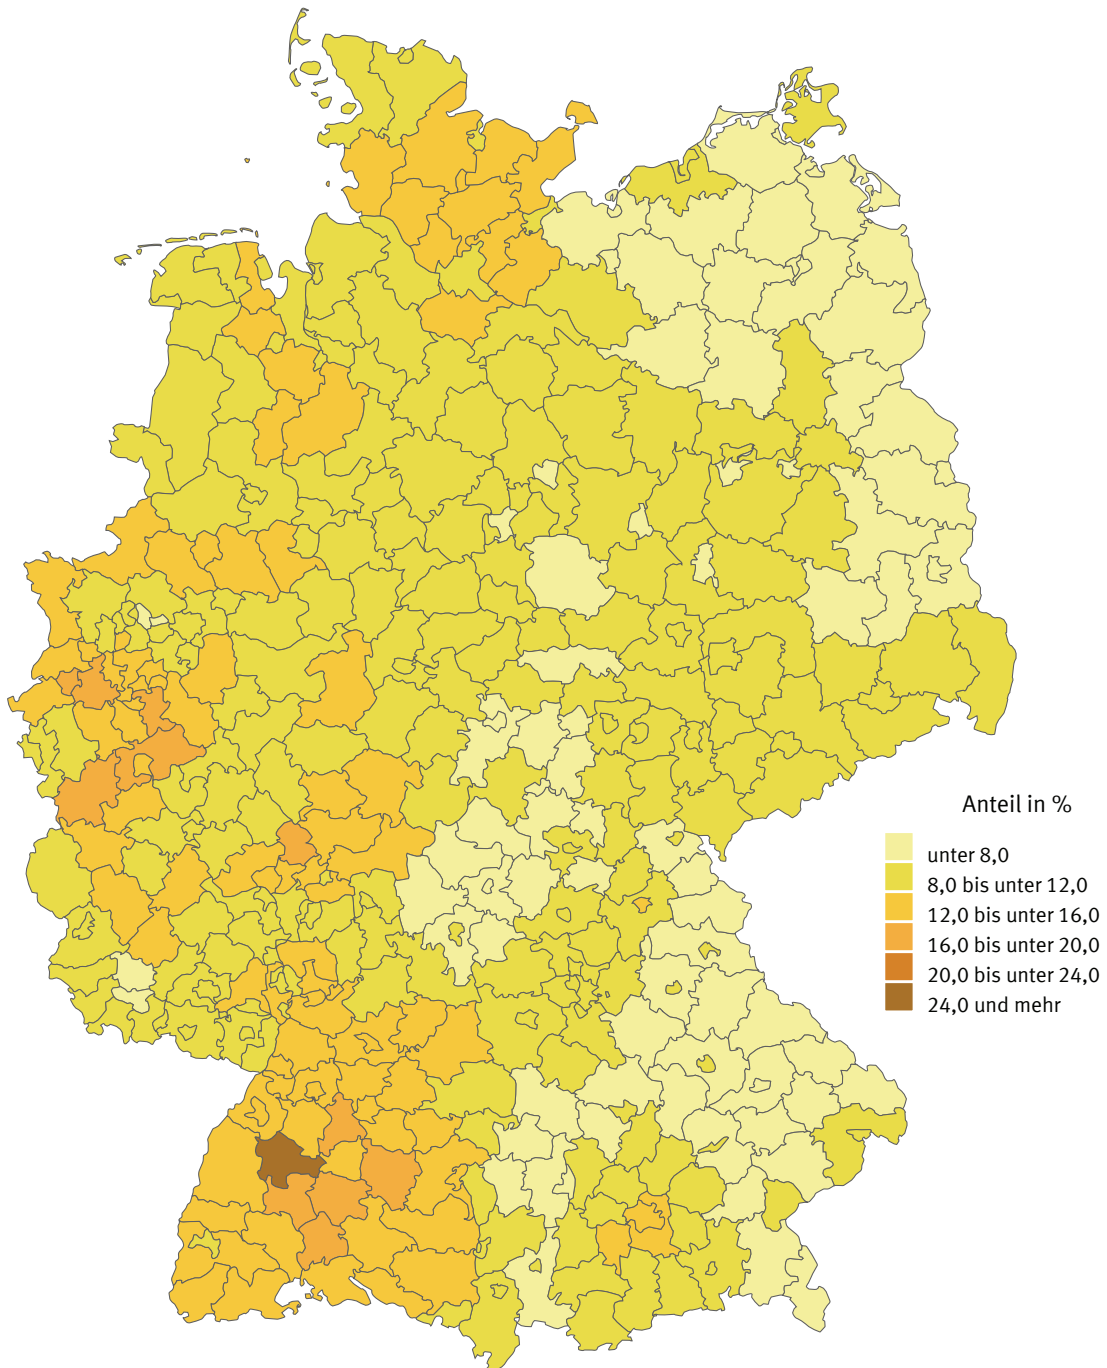 Anteil in %
unter 8,0
8,0 bis unter 12,0
12,0 bis unter 16,0
16,0 bis unter 20,0
20,0 bis unter 24,0
24,0 und mehr